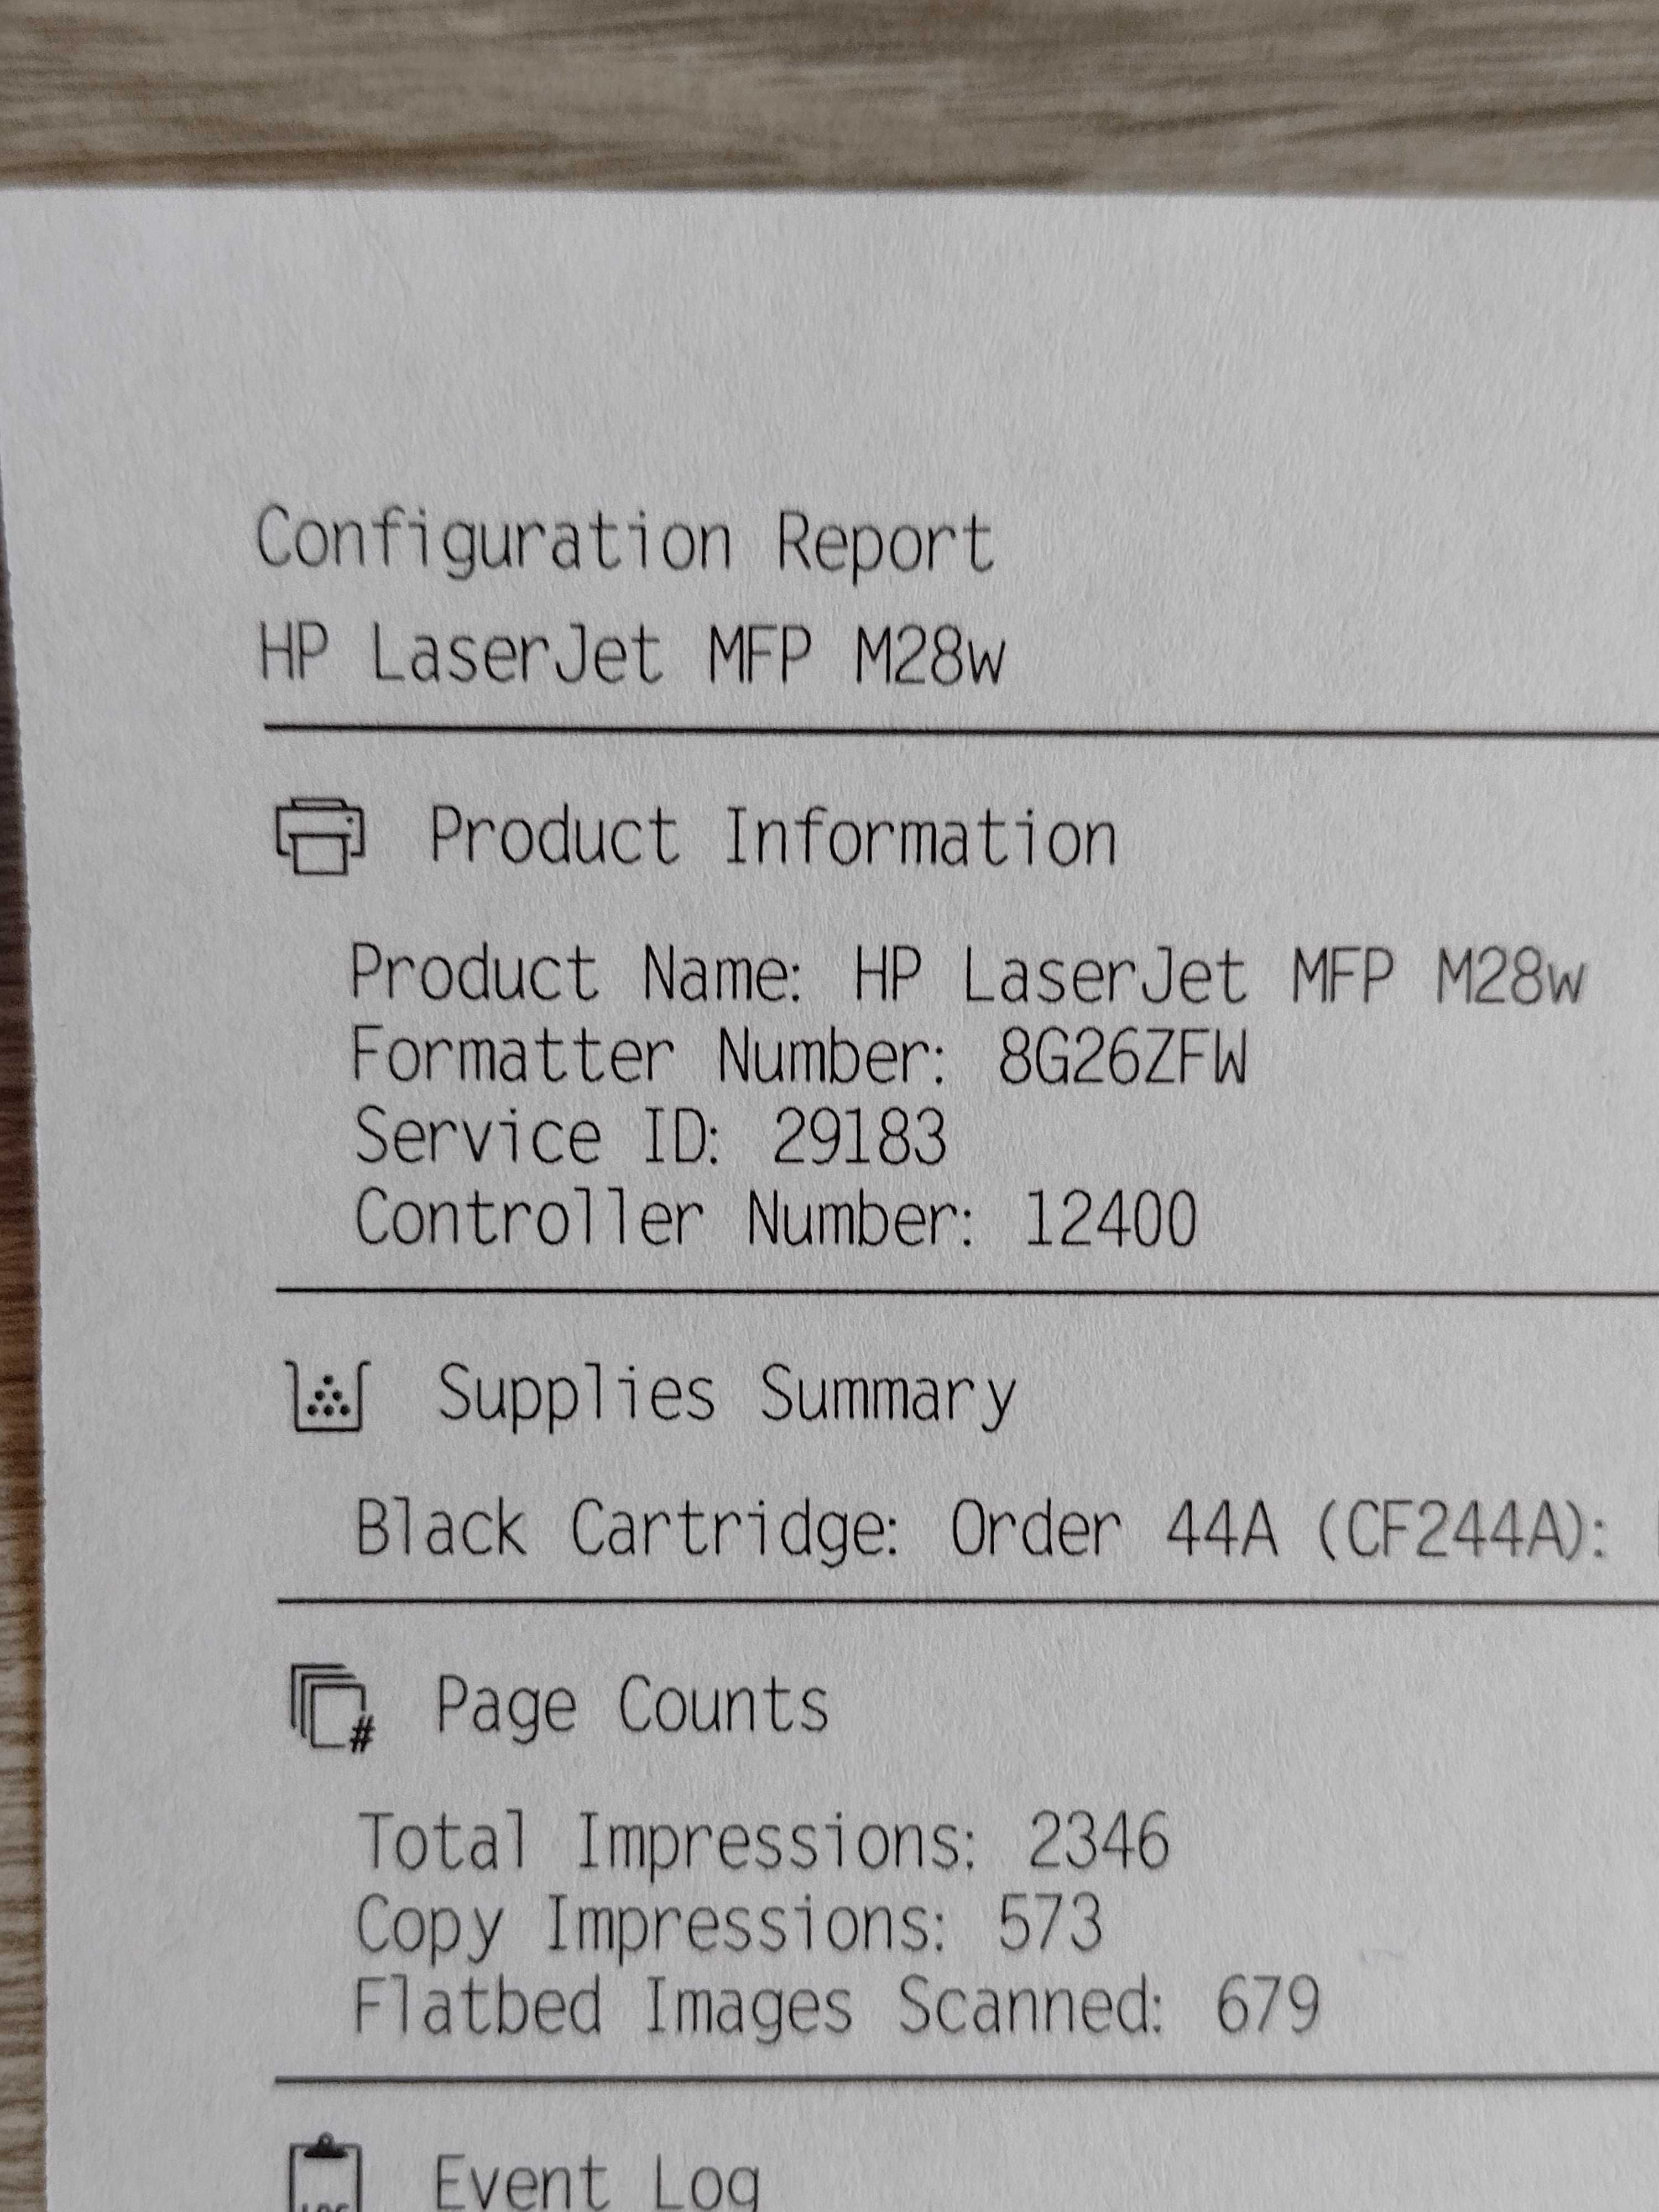 Configuration Report
HP LaserJet MFP M28w
Product Information
Product Name: HP LaserJet MFP M28w
Formatter Number: 8G26ZFW
Service ID: 29183
Controller Number: 12400
Supplies Summary
Black Cartridge: Order 44A (CF244A):
# Page Counts
Total Impressions: 2346
Copy Impressions: 573
Flatbed Images Scanned: 679
Event Log